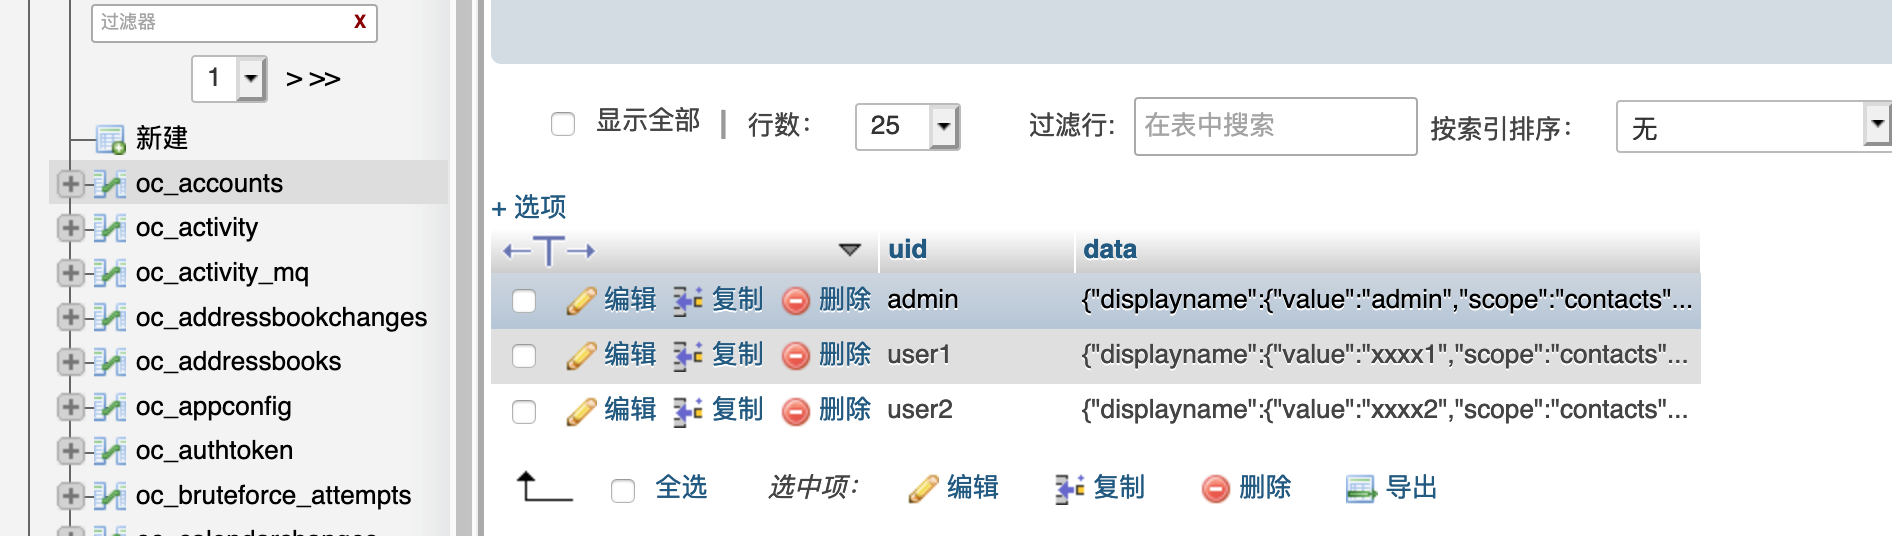 过滤器 X
1 > >>
新建
oc_accounts
oc_activity
oc_activity_mq
oc_addressbookchanges
oc_addressbooks
oc_appconfig
oc_authtoken
oc_bruteforce_attempts
oc_calendarchanges
显示全部 | 行数: 25 过滤行: 在表中搜索 按索引排序: 无
+ 选项
←T→ uid data
编辑 复制 删除 admin {"displayname":{"value":"admin","scope":"contacts"...
编辑 复制 删除 user1 {"displayname":{"value":"xxxx1","scope":"contacts"...
编辑 复制 删除 user2 {"displayname":{"value":"xxxx2","scope":"contacts"...
全选 选中项: 编辑 复制 删除 导出